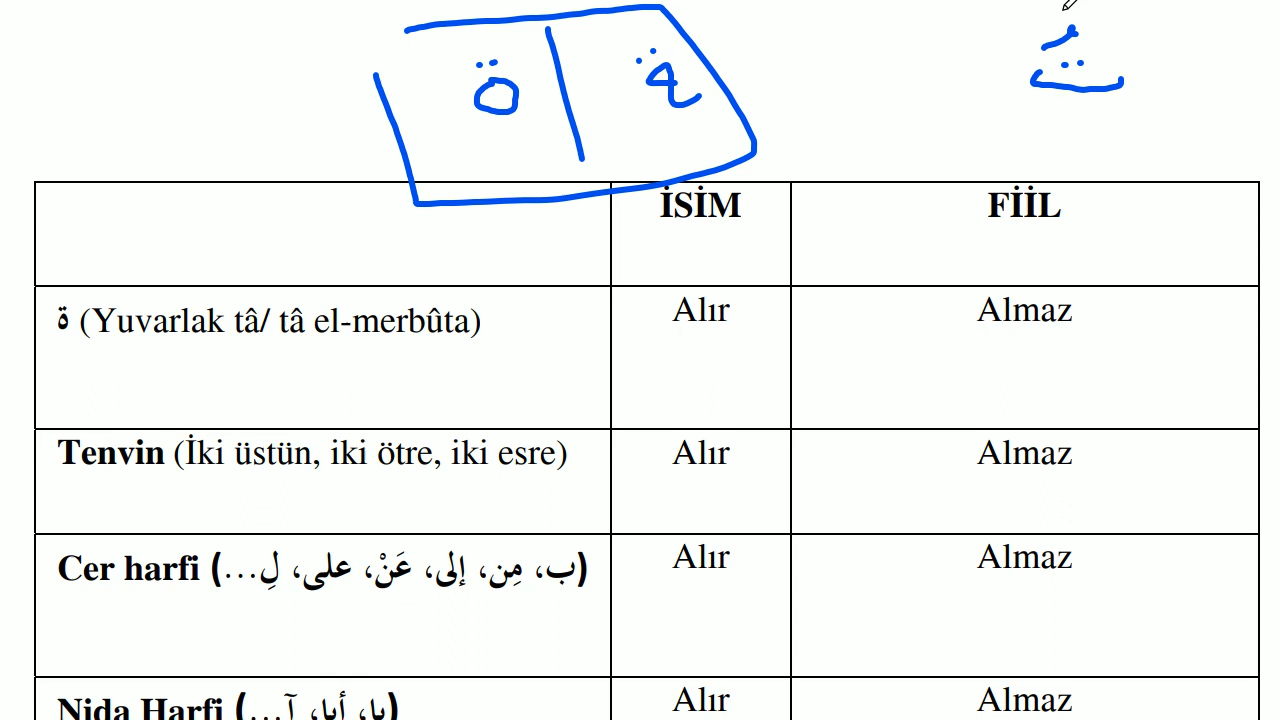 ة ـة
تُ
İSİM FİİL
ة (Yuvarlak tâ/ tâ el-merbûta) Alır Almaz
Tenvin (İki üstün, iki ötre, iki esre) Alır Almaz
Cer harfi (ب، مِن، إلى، عَنْ، على، لِ...) Alır Almaz
Nida Harfi (يا، أيا، آ...) Alır Almaz